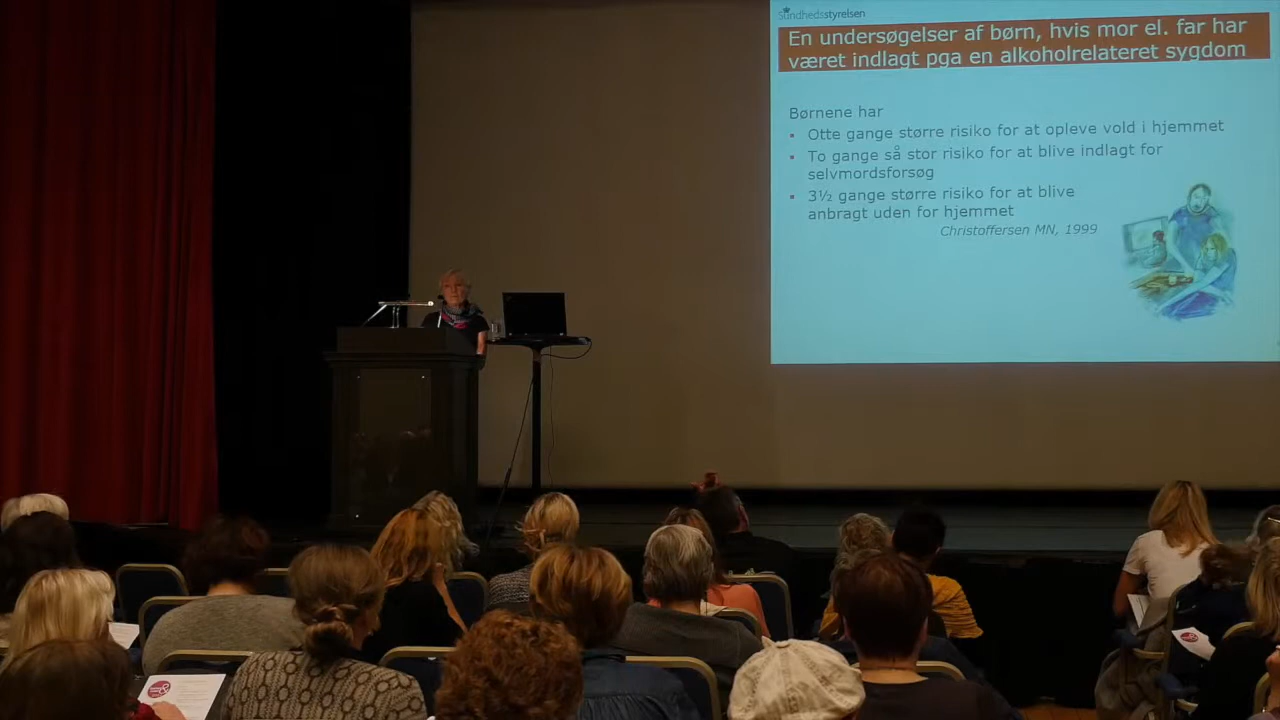 Sundhedsstyrelsen
En undersøgelser af børn, hvis mor el. far har
været indlagt pga en alkoholrelateret sygdom
Børnene har
▪ Otte gange større risiko for at opleve vold i hjemmet
▪ To gange så stor risiko for at blive indlagt for
selvmordsforsøg
▪ 3½ gange større risiko for at blive
anbragt uden for hjemmet
Christoffersen MN, 1999